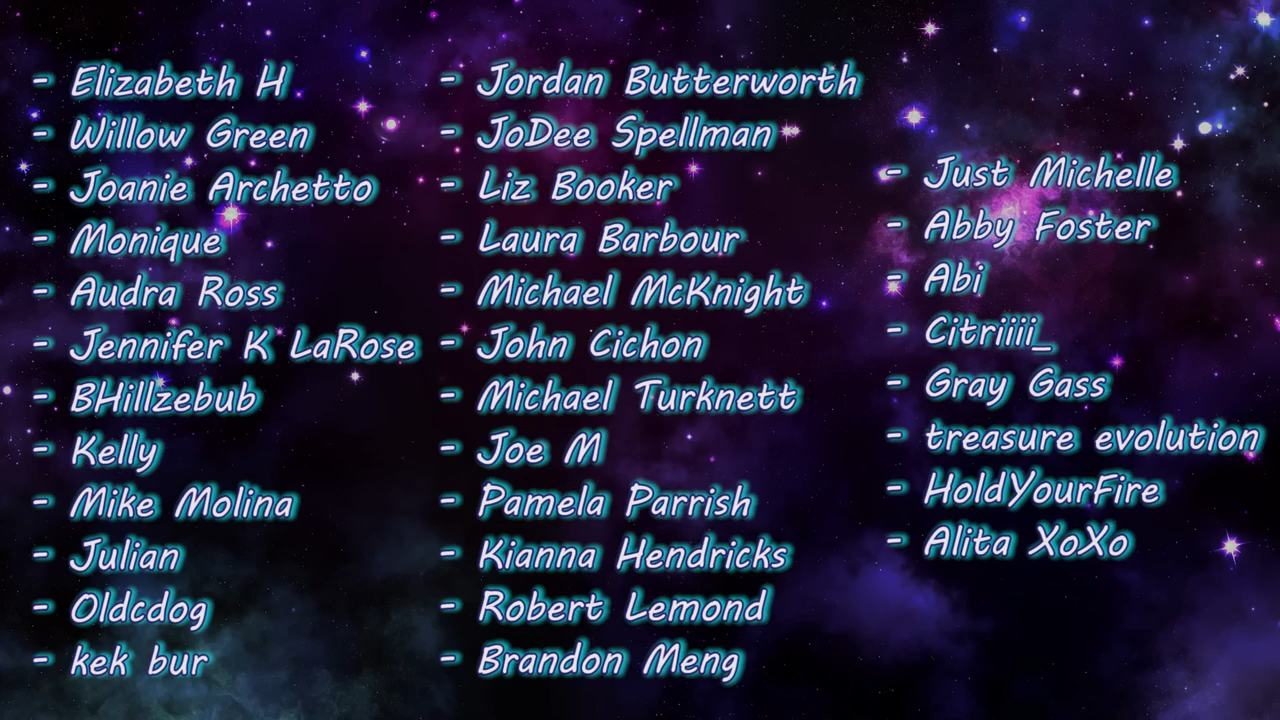 - Elizabeth H
- Willow Green
- Joanie Archetto
- Monique
- Audra Ross
- Jennifer K LaRose
- BHillzebub
- Kelly
- Mike Molina
- Julian
- Oldcdog
- kek bur
- Jordan Butterworth
- JoDee Spellman
- Liz Booker
- Laura Barbour
- Michael McKnight
- John Cichon
- Michael Turknett
- Joe M
- Pamela Parrish
- Kianna Hendricks
- Robert Lemond
- Brandon Meng
- Just Michelle
- Abby Foster
- Abi
- Citriiii_
- Gray Gass
- treasure evolution
- HoldYourFire
- Alita XoXo